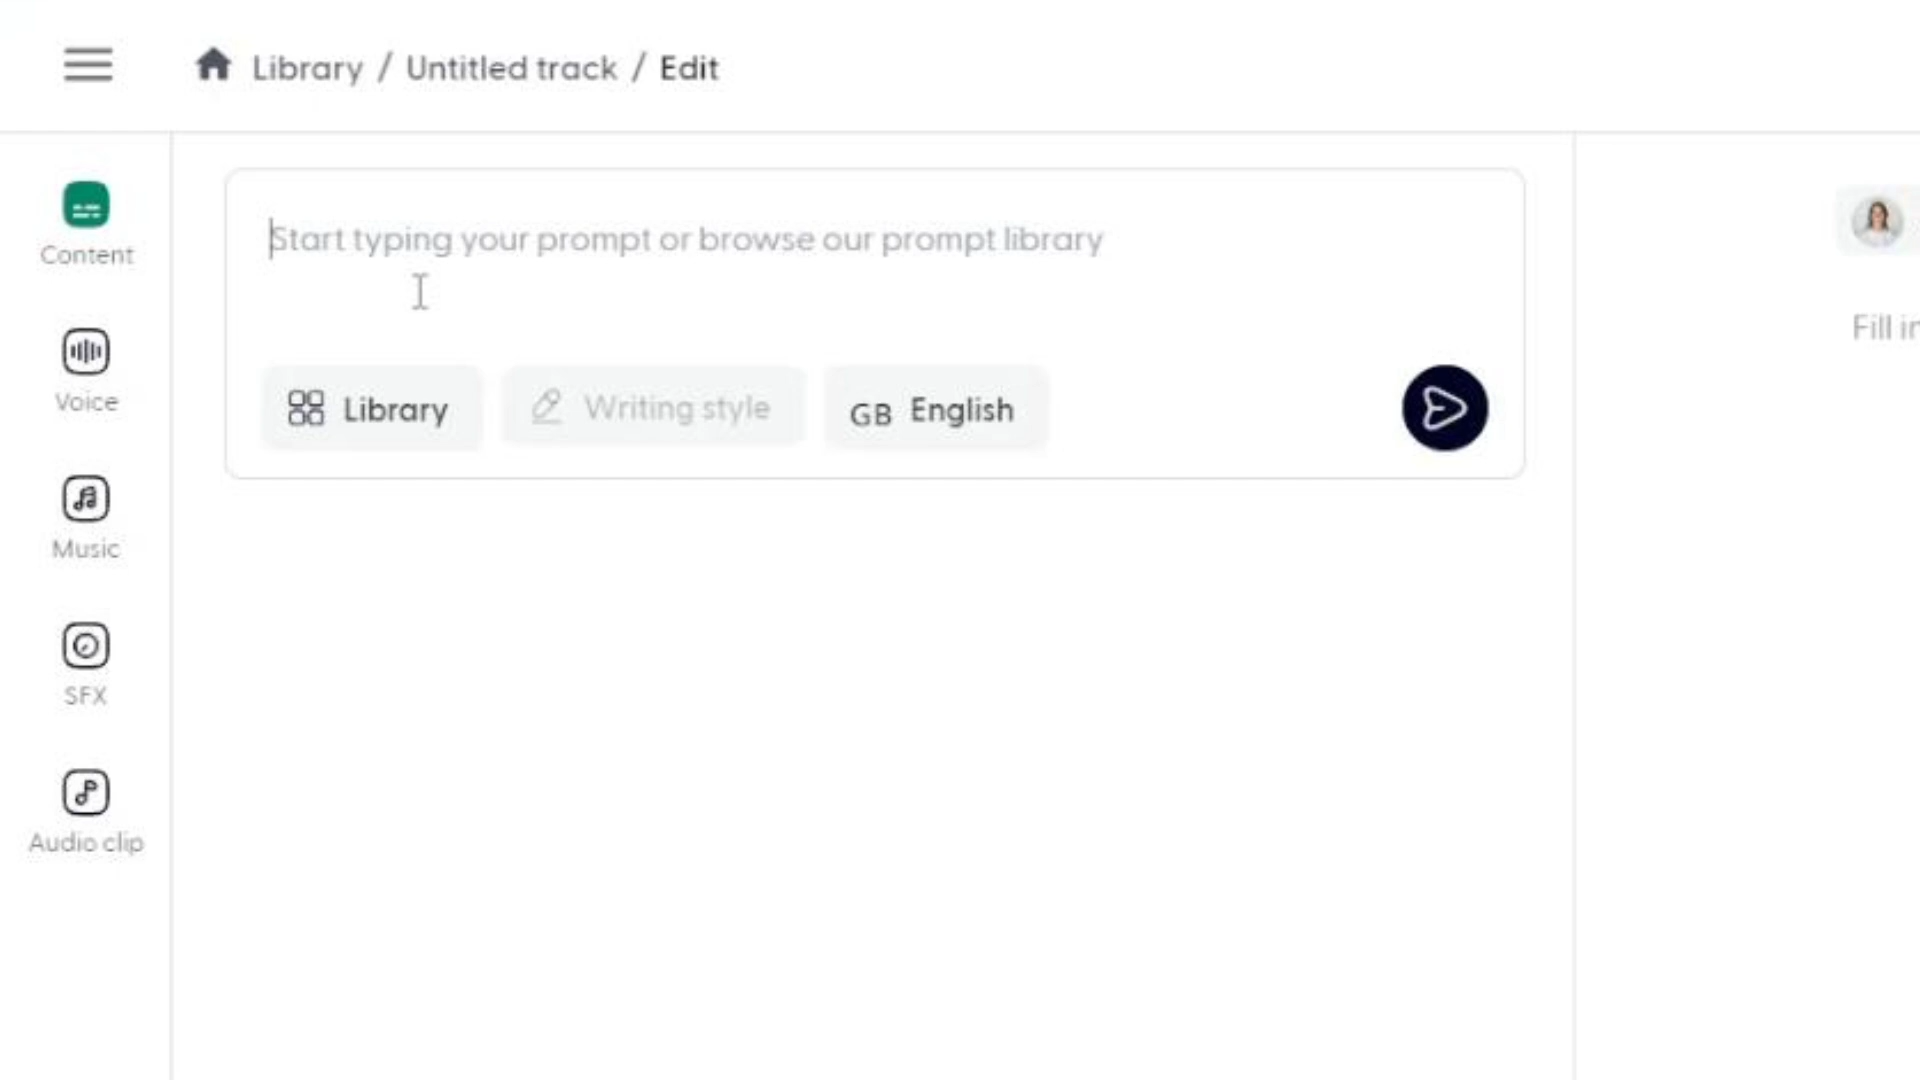 Library / Untitled track / Edit
Content
Voice
Music
SFX
Audio clip
Start typing your prompt or browse our prompt library
Library
Writing style
GB English
Fill